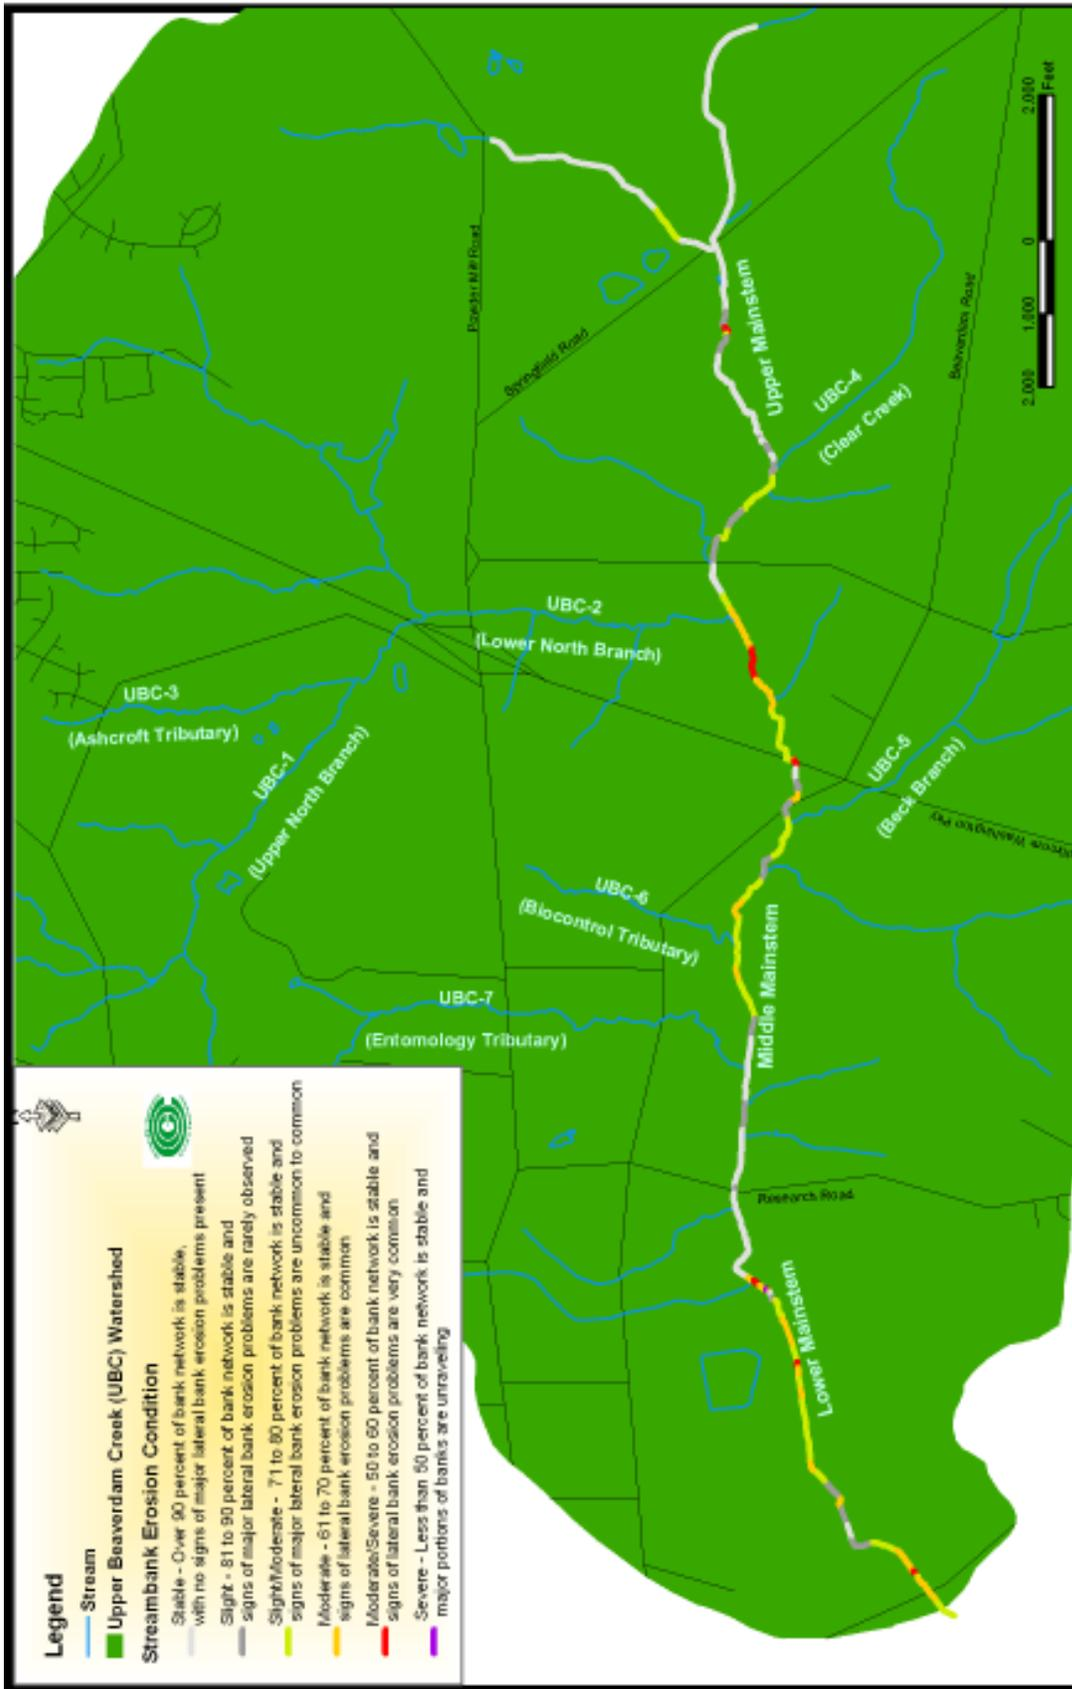 Legend
Stream
Upper Beaverdam Creek (UBC) Watershed
Streambank Erosion Condition
Stable - Over 90 percent of bank network is stable,
with no signs of major lateral bank erosion problems present
Slight - 81 to 90 percent of bank network is stable and
signs of major lateral bank erosion problems are rarely observed
Slight/Moderate - 71 to 80 percent of bank network is stable and
signs of major lateral bank erosion problems are uncommon to common
Moderate - 61 to 70 percent of bank network is stable and
signs of lateral bank erosion problems are common
Moderate/Severe - 50 to 60 percent of bank network is stable and
signs of lateral bank erosion problems are very common
Severe - Less than 50 percent of bank network is stable and
major portions of banks are unraveling
UBC-3
(Ashcroft Tributary)
UBC-1
(Upper North Branch)
UBC-7
(Entomology Tributary)
UBC-6
(Biocontrol Tributary)
UBC-2
(Lower North Branch)
Powder Mill Road
Springfield Road
Upper Mainstem
UBC-4
(Clear Creek)
Beaverdam Road
UBC-5
(Beck Branch)
Washington Pky
Middle Mainstem
Research Road
Lower Mainstem
2,000 1,000 0 2,000
Feet